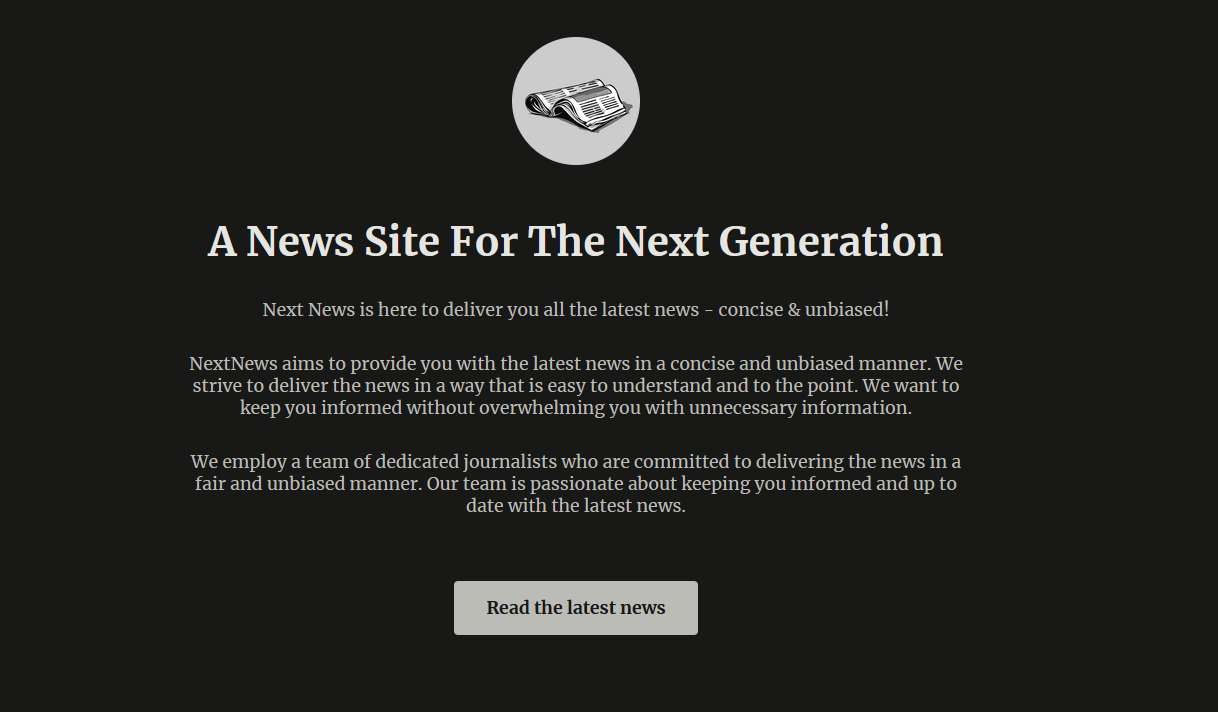 A News Site For The Next Generation
Next News is here to deliver you all the latest news - concise & unbiased!
NextNews aims to provide you with the latest news in a concise and unbiased manner. We
strive to deliver the news in a way that is easy to understand and to the point. We want to
keep you informed without overwhelming you with unnecessary information.
We employ a team of dedicated journalists who are committed to delivering the news in a
fair and unbiased manner. Our team is passionate about keeping you informed and up to
date with the latest news.
Read the latest news